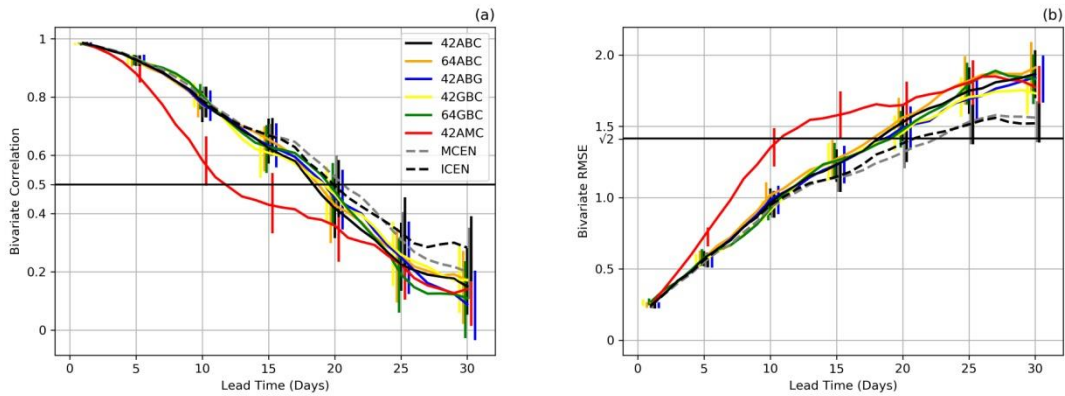 (a)
Bivariate Correlation
1
0.8
0.6
0.5
0.4
0.2
0
0 5 10 15 20 25 30
Lead Time (Days)
42ABC
64ABC
42ABG
42GBC
64GBC
42AMC
MCEN
ICEN
(b)
Bivariate RMSE
2.0
1.5
√2
1.0
0.5
0
0 5 10 15 20 25 30
Lead Time (Days)